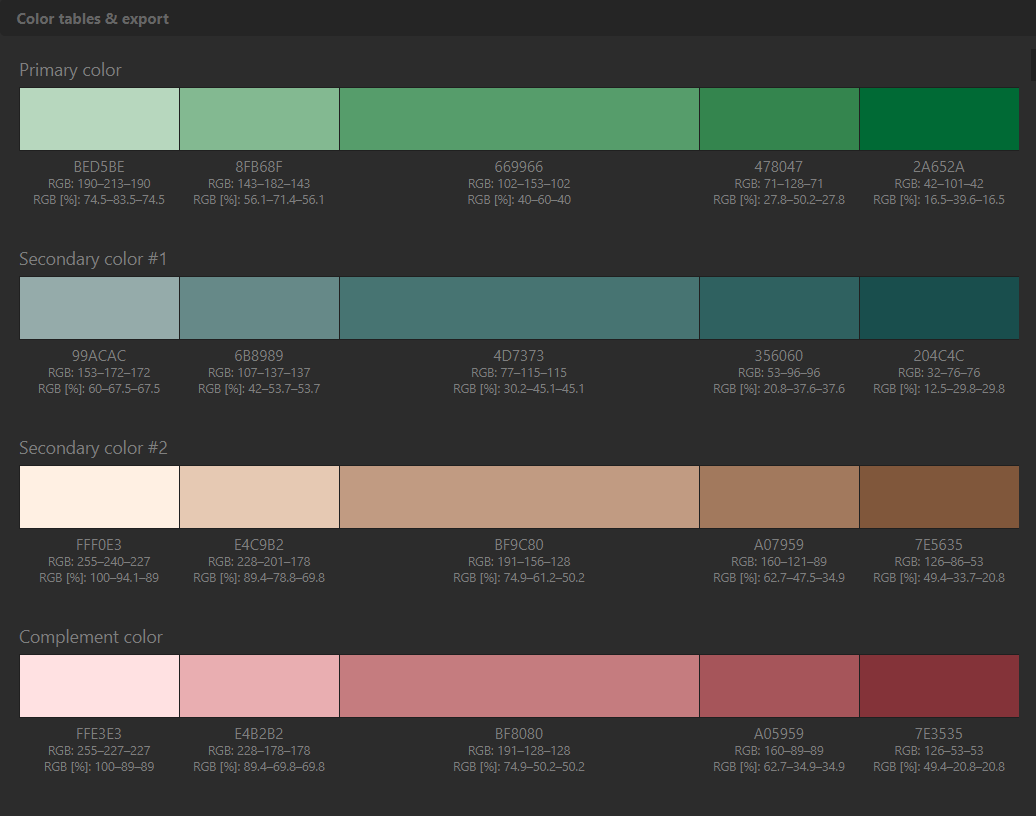 Color tables & export
Primary color
BED5BE 8FB68F 669966 478047 2A652A
RGB: 190–213–190 RGB: 143–182–143 RGB: 102–153–102 RGB: 71–128–71 RGB: 42–101–42
RGB [%]: 74.5–83.5–74.5 RGB [%]: 56.1–71.4–56.1 RGB [%]: 40–60–40 RGB [%]: 27.8–50.2–27.8 RGB [%]: 16.5–39.6–16.5
Secondary color #1
99ACAC 6B8989 4D7373 356060 204C4C
RGB: 153–172–172 RGB: 107–137–137 RGB: 77–115–115 RGB: 53–96–96 RGB: 32–76–76
RGB [%]: 60–67.5–67.5 RGB [%]: 42–53.7–53.7 RGB [%]: 30.2–45.1–45.1 RGB [%]: 20.8–37.6–37.6 RGB [%]: 12.5–29.8–29.8
Secondary color #2
FFF0E3 E4C9B2 BF9C80 A07959 7E5635
RGB: 255–240–227 RGB: 228–201–178 RGB: 191–156–128 RGB: 160–121–89 RGB: 126–86–53
RGB [%]: 100–94.1–89 RGB [%]: 89.4–78.8–69.8 RGB [%]: 74.9–61.2–50.2 RGB [%]: 62.7–47.5–34.9 RGB [%]: 49.4–33.7–20.8
Complement color
FFE3E3 E4B2B2 BF8080 A05959 7E3535
RGB: 255–227–227 RGB: 228–178–178 RGB: 191–128–128 RGB: 160–89–89 RGB: 126–53–53
RGB [%]: 100–89–89 RGB [%]: 89.4–69.8–69.8 RGB [%]: 74.9–50.2–50.2 RGB [%]: 62.7–34.9–34.9 RGB [%]: 49.4–20.8–20.8